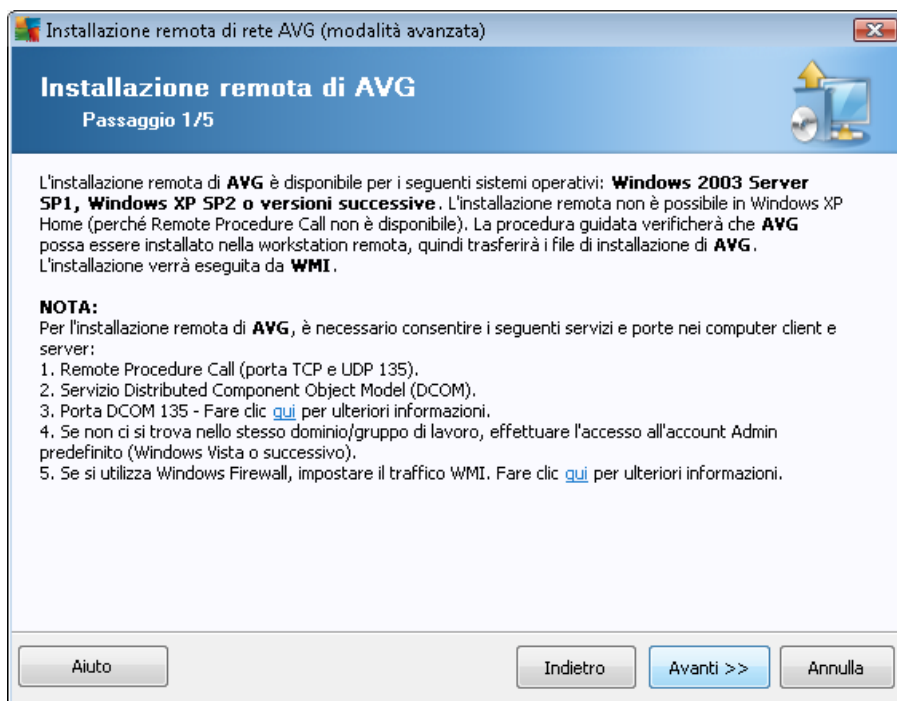 Installazione remota di rete AVG (modalità avanzata)
Installazione remota di AVG
Passaggio 1/5
L'installazione remota di AVG è disponibile per i seguenti sistemi operativi: Windows 2003 Server
SP1, Windows XP SP2 o versioni successive. L'installazione remota non è possibile in Windows XP
Home (perché Remote Procedure Call non è disponibile). La procedura guidata verificherà che AVG
possa essere installato nella workstation remota, quindi trasferirà i file di installazione di AVG.
L'installazione verrà eseguita da WMI.
NOTA:
Per l'installazione remota di AVG, è necessario consentire i seguenti servizi e porte nei computer client e
server:
1. Remote Procedure Call (porta TCP e UDP 135).
2. Servizio Distributed Component Object Model (DCOM).
3. Porta DCOM 135 - Fare clic qui per ulteriori informazioni.
4. Se non ci si trova nello stesso dominio/gruppo di lavoro, effettuare l'accesso all'account Admin
predefinito (Windows Vista o successivo).
5. Se si utilizza Windows Firewall, impostare il traffico WMI. Fare clic qui per ulteriori informazioni.
Aiuto
Indietro
Avanti >>
Annulla